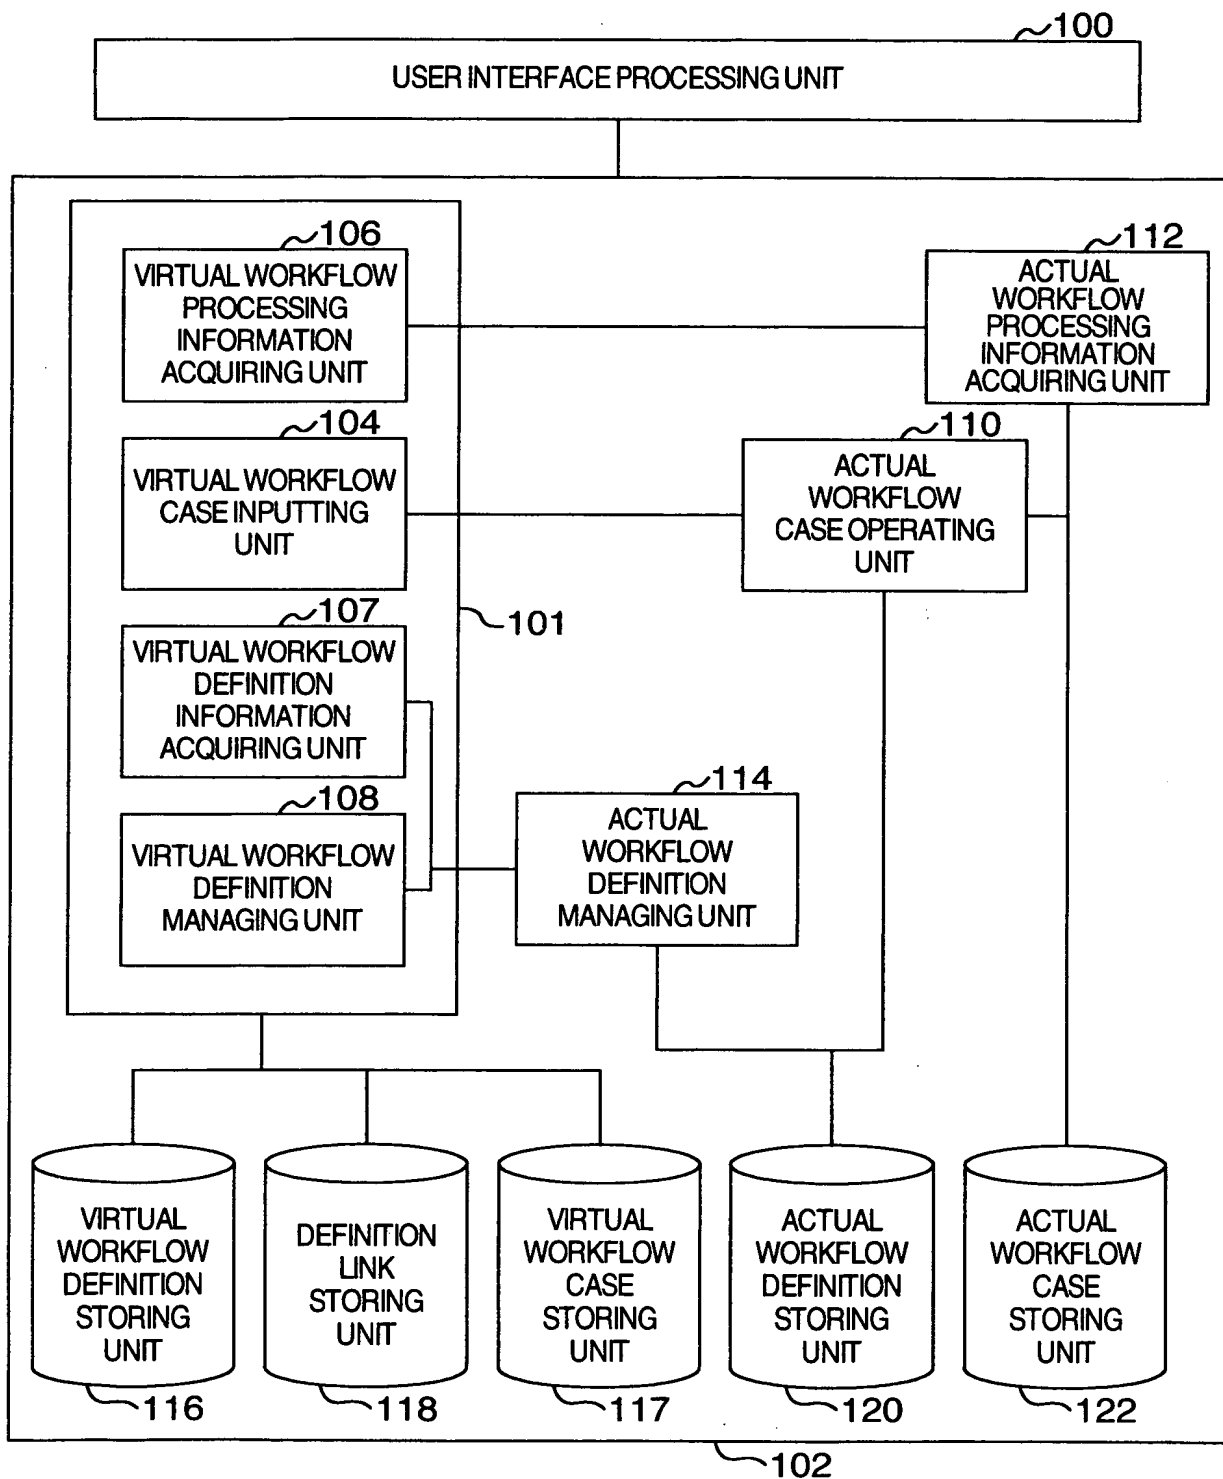 100
USER INTERFACE PROCESSING UNIT
106
VIRTUAL WORKFLOW
PROCESSING
INFORMATION
ACQUIRING UNIT
112
ACTUAL
WORKFLOW
PROCESSING
INFORMATION
ACQUIRING UNIT
104
VIRTUAL WORKFLOW
CASE INPUTTING
UNIT
110
ACTUAL
WORKFLOW
CASE OPERATING
UNIT
107
VIRTUAL WORKFLOW
DEFINITION
INFORMATION
ACQUIRING UNIT
101
108
VIRTUAL WORKFLOW
DEFINITION
MANAGING UNIT
114
ACTUAL
WORKFLOW
DEFINITION
MANAGING UNIT
VIRTUAL
WORKFLOW
DEFINITION
STORING
UNIT
116
DEFINITION
LINK
STORING
UNIT
118
VIRTUAL
WORKFLOW
CASE
STORING
UNIT
117
ACTUAL
WORKFLOW
DEFINITION
STORING
UNIT
120
ACTUAL
WORKFLOW
CASE
STORING
UNIT
122
102